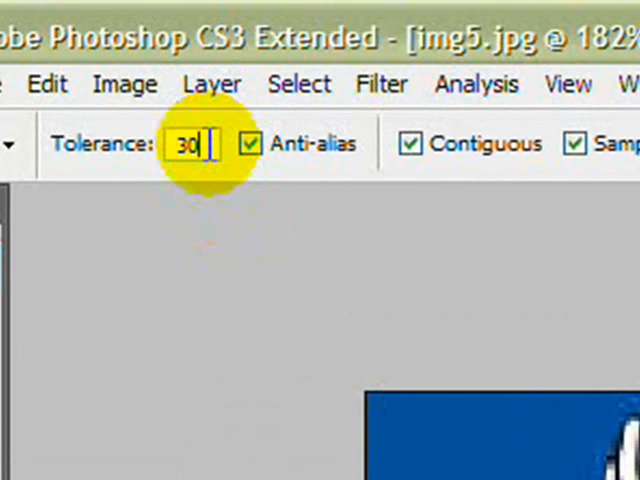 obe Photoshop CS3 Extended - [img5.jpg @ 182%
Edit Image Layer Select Filter Analysis View W
Tolerance: 30 Anti-alias Contiguous Samp